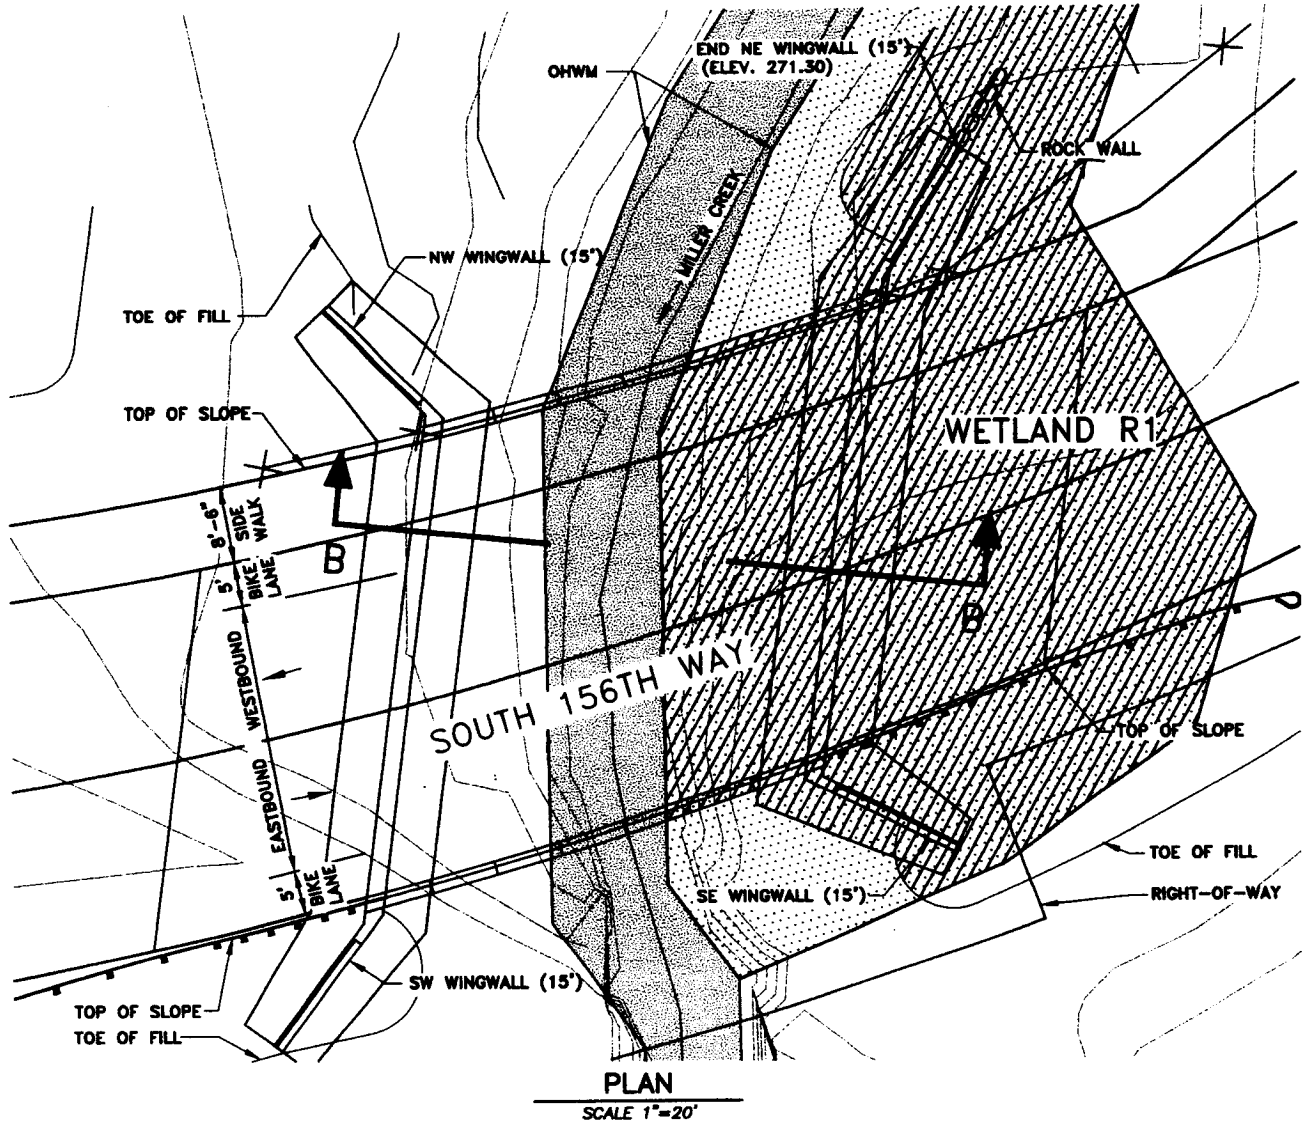 END NE WINGWALL (15')
(ELEV. 271.30)
OHWM
ROCK WALL
MILLER CREEK
NW WINGWALL (15')
TOE OF FILL
TOP OF SLOPE
WETLAND R1
8'-6"
SIDE
WALK
B
5'
BIKE
LANE
B
WESTBOUND
SOUTH 156TH WAY
TOP OF SLOPE
EASTBOUND
5'
BIKE
LANE
TOE OF FILL
SE WINGWALL (15')
RIGHT-OF-WAY
SW WINGWALL (15')
TOP OF SLOPE
TOE OF FILL
PLAN
SCALE 1"=20'